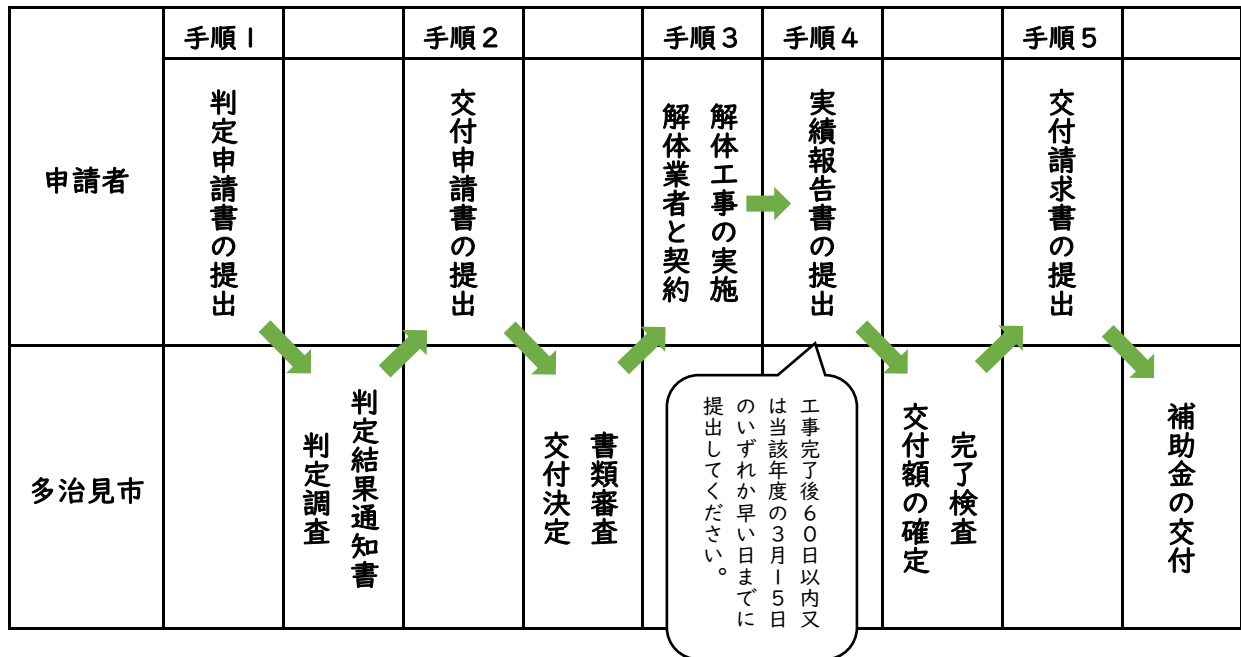 手順1
手順2
手順3
手順4
手順5
申請者
判定申請書の提出
交付申請書の提出
解体工事の実施
解体業者と契約
実績報告書の提出
交付請求書の提出
多治見市
判定結果通知書
判定調査
書類審査
交付決定
工事完了後60日以内又
は当該年度の3月15日
のいずれか早い日までに
提出してください。
完了検査
交付額の確定
補助金の交付